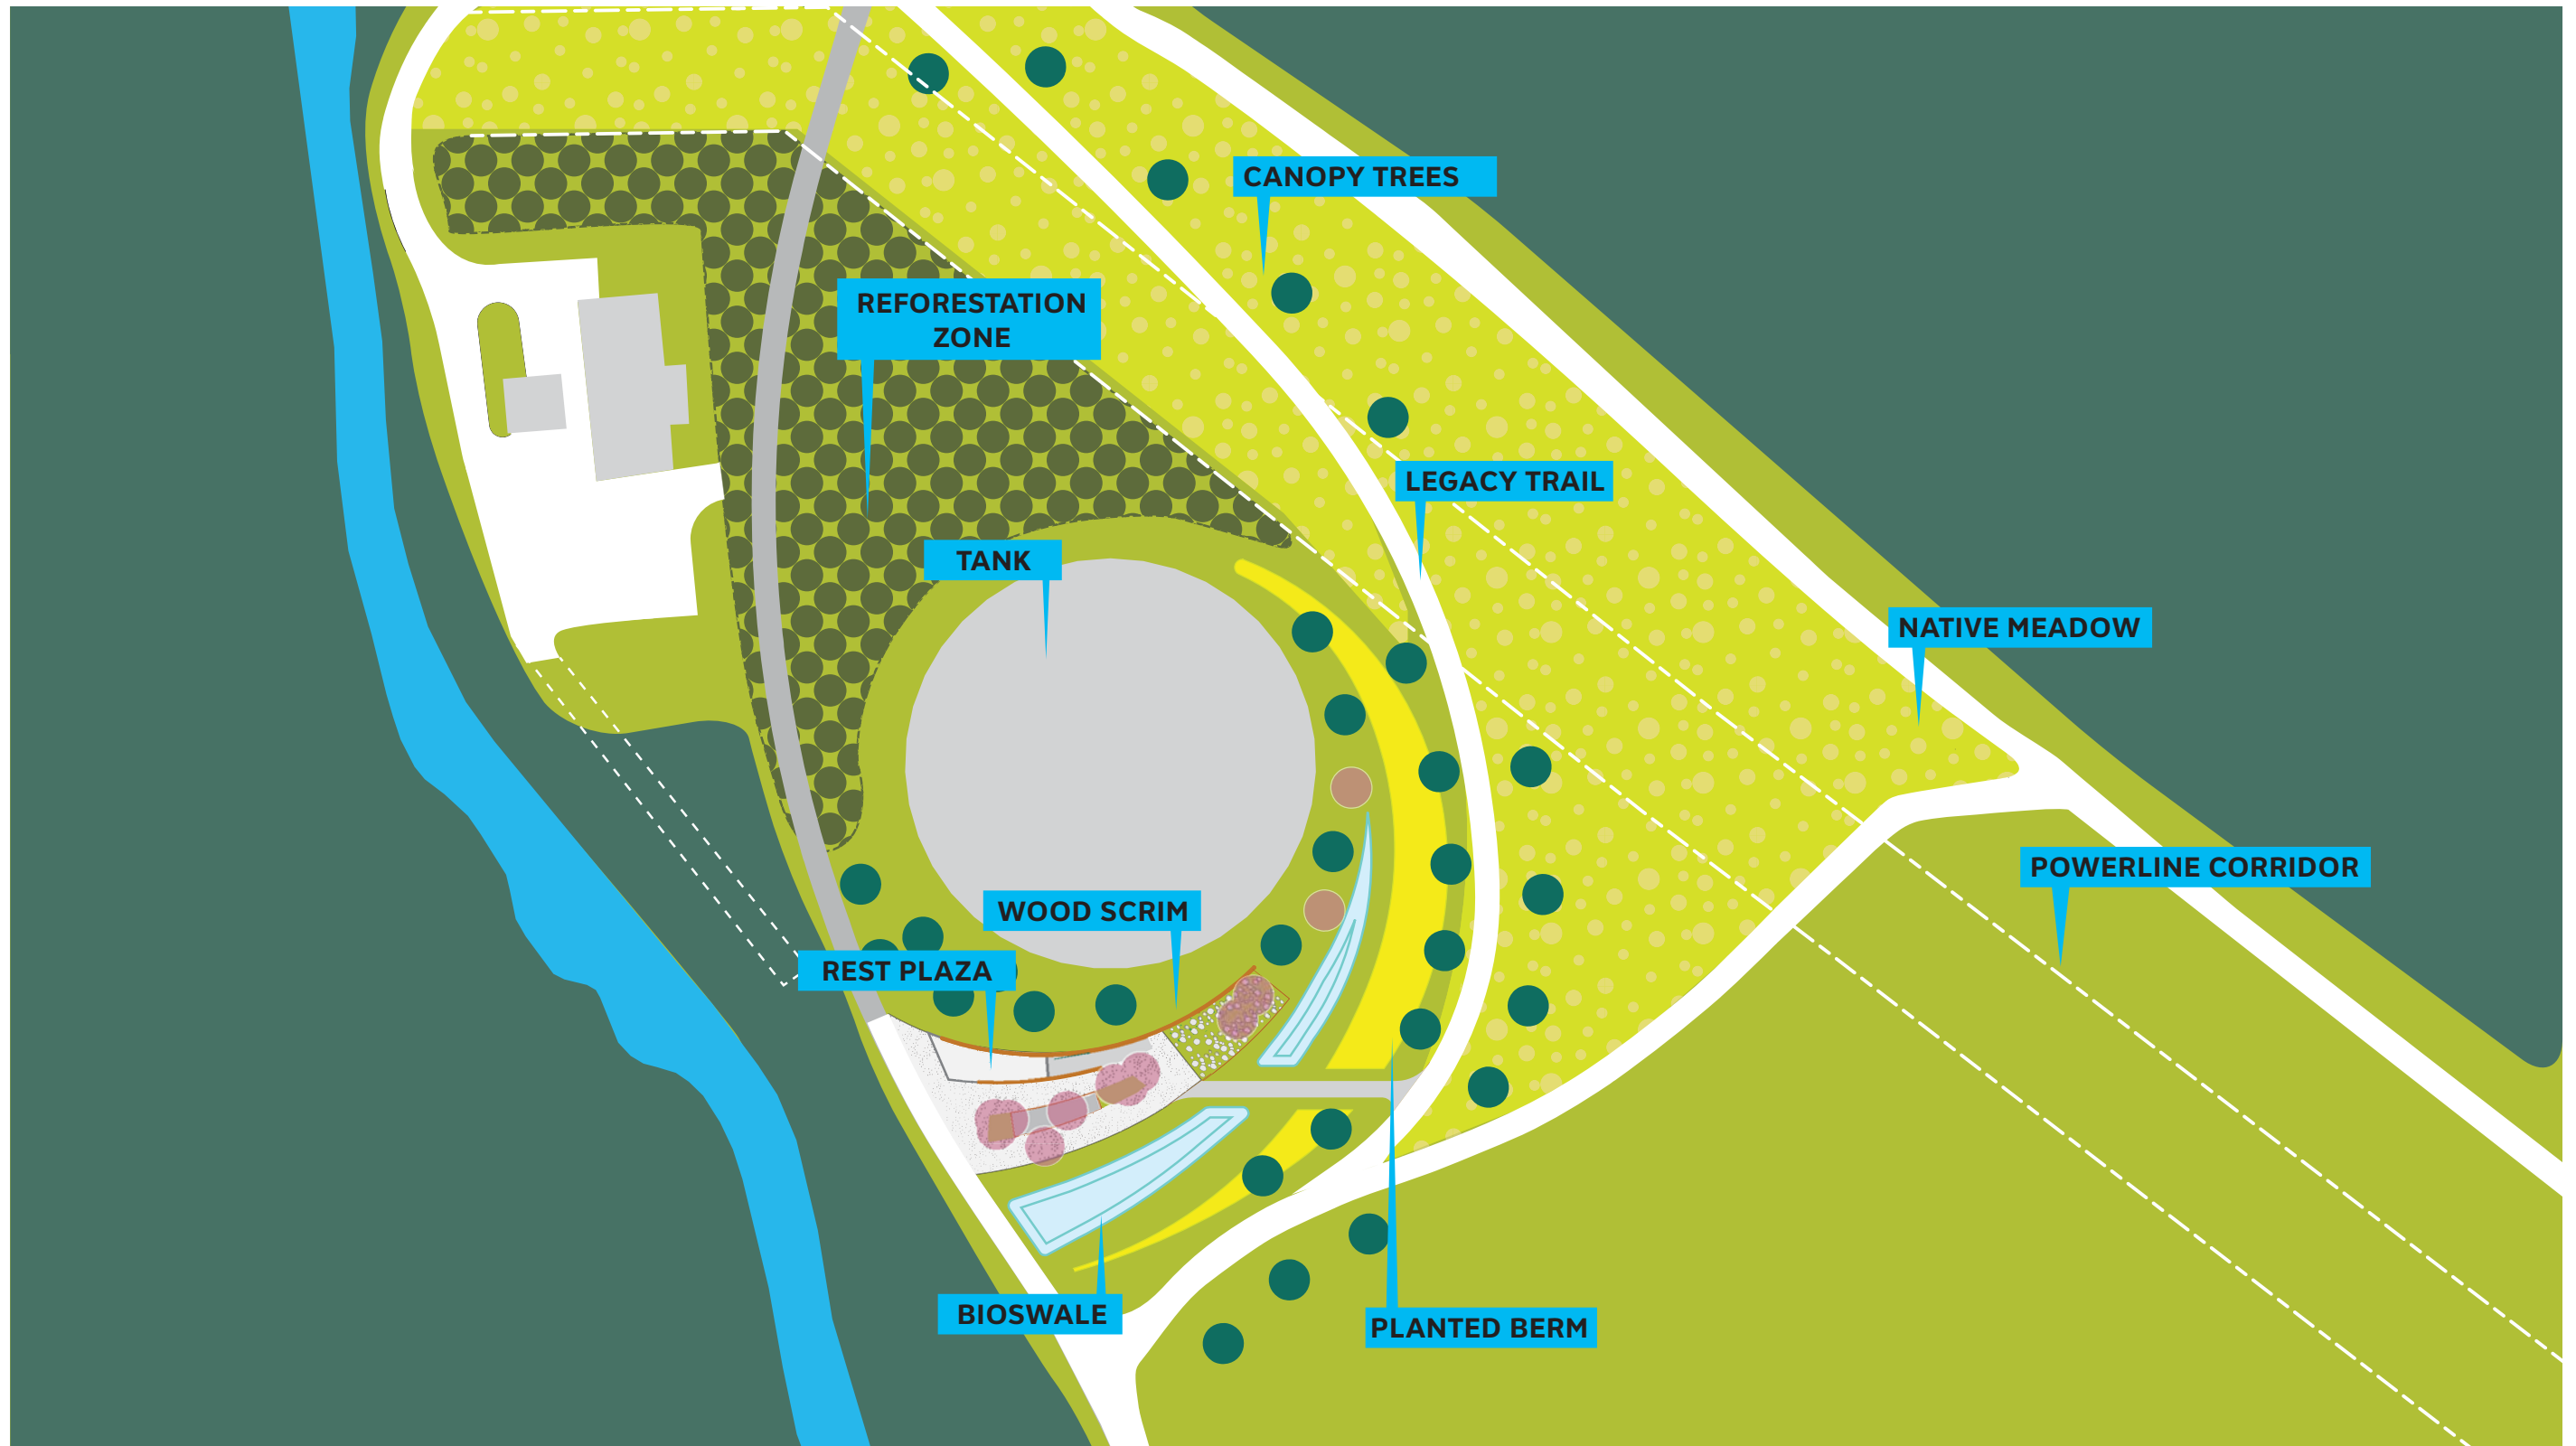 CANOPY TREES
REFORESTATION
ZONE
LEGACY TRAIL
TANK
NATIVE MEADOW
POWERLINE CORRIDOR
WOOD SCRIM
REST PLAZA
BIOSWALE
PLANTED BERM